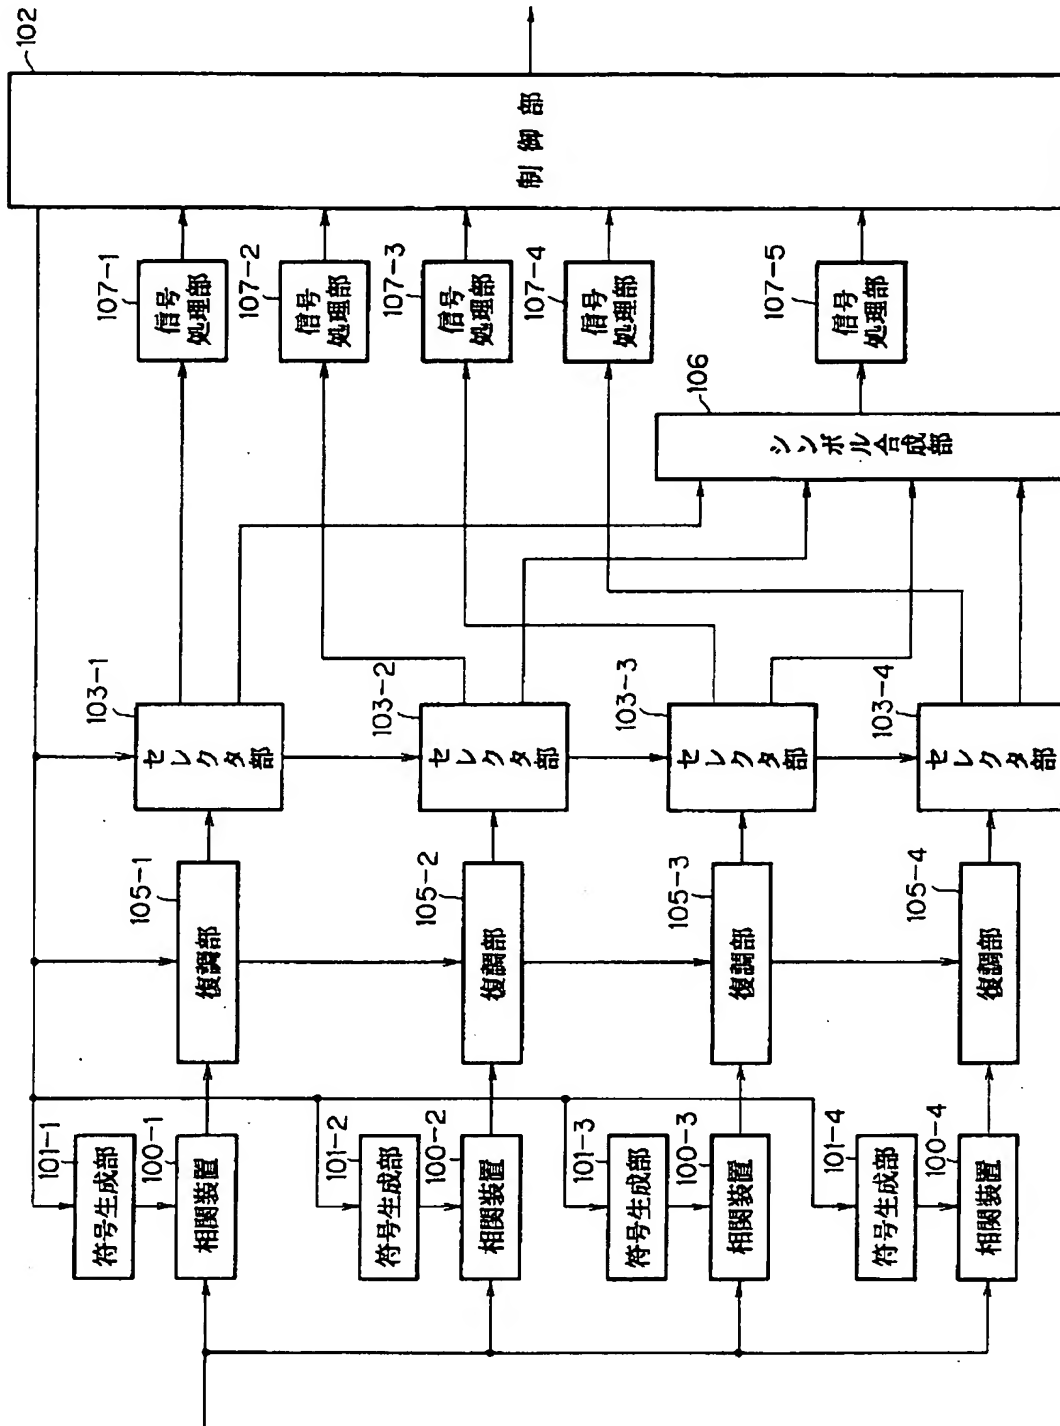 102
制御部
107-1
信号
処理部
107-2
信号
処理部
107-3
信号
処理部
107-4
信号
処理部
107-5
信号
処理部
106
シンボル合成部
103-1
セレクタ部
103-2
セレクタ部
103-3
セレクタ部
103-4
セレクタ部
105-1
復調部
105-2
復調部
105-3
復調部
105-4
復調部
101-1
符号生成部
100-1
相関装置
101-2
符号生成部
100-2
相関装置
101-3
符号生成部
100-3
相関装置
101-4
符号生成部
100-4
相関装置